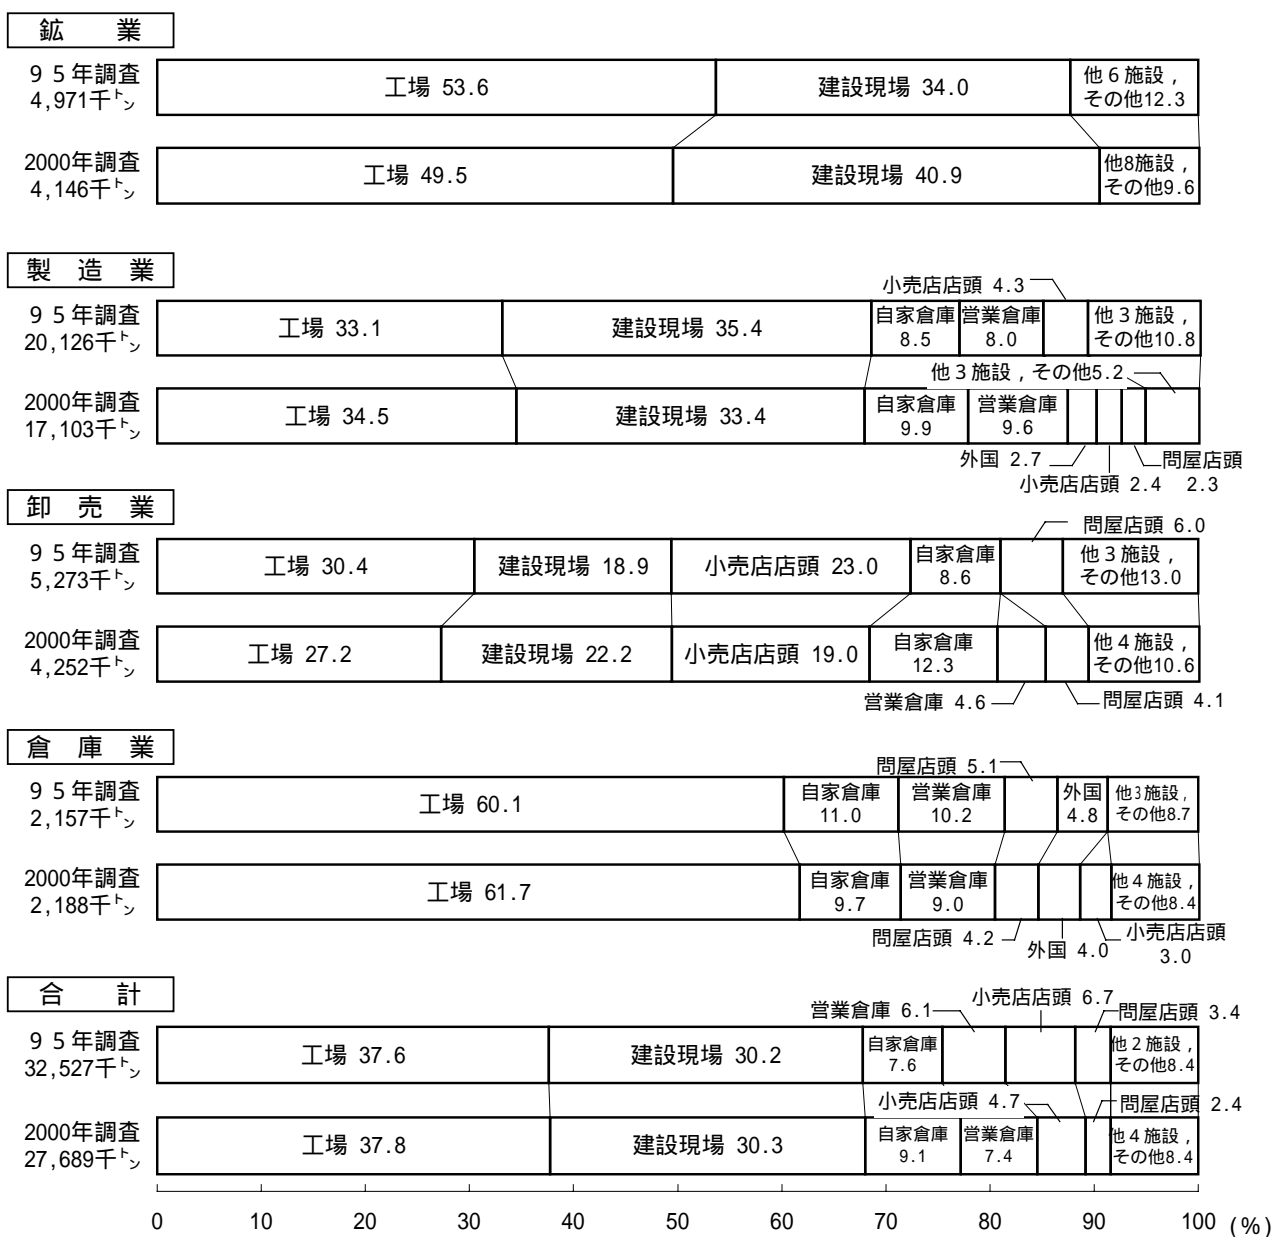 鉱 業
９５年調査
4,971千トン
工場 53.6
建設現場 34.0
他６施設，
その他12.3
2000年調査
4,146千トン
工場 49.5
建設現場 40.9
他8施設，
その他9.6
製 造 業
小売店店頭 4.3
９５年調査
20,126千トン
工場 33.1
建設現場 35.4
自家倉庫
8.5
営業倉庫
8.0
他３施設，
その他10.8
他３施設，その他5.2
2000年調査
17,103千トン
工場 34.5
建設現場 33.4
自家倉庫
9.9
営業倉庫
9.6
外国 2.7
小売店店頭 2.4
問屋店頭
2.3
卸 売 業
問屋店頭 6.0
９５年調査
5,273千トン
工場 30.4
建設現場 18.9
小売店店頭 23.0
自家倉庫
8.6
他３施設，
その他13.0
2000年調査
4,252千トン
工場 27.2
建設現場 22.2
小売店店頭 19.0
自家倉庫
12.3
他４施設，
その他10.6
営業倉庫 4.6
問屋店頭 4.1
倉 庫 業
問屋店頭 5.1
９５年調査
2,157千トン
工場 60.1
自家倉庫
11.0
営業倉庫
10.2
外国
4.8
他3施設，
その他8.7
2000年調査
2,188千トン
工場 61.7
自家倉庫
9.7
営業倉庫
9.0
他４施設，
その他8.4
問屋店頭 4.2
外国 4.0
小売店店頭
3.0
合 計
営業倉庫 6.1
小売店店頭 6.7
問屋店頭 3.4
９５年調査
32,527千トン
工場 37.6
建設現場 30.2
自家倉庫
7.6
他２施設，
その他8.4
小売店店頭 4.7
問屋店頭 2.4
2000年調査
27,689千トン
工場 37.8
建設現場 30.3
自家倉庫
9.1
営業倉庫
7.4
他４施設，
その他8.4
0 10 20 30 40 50 60 70 80 90 100 (%)